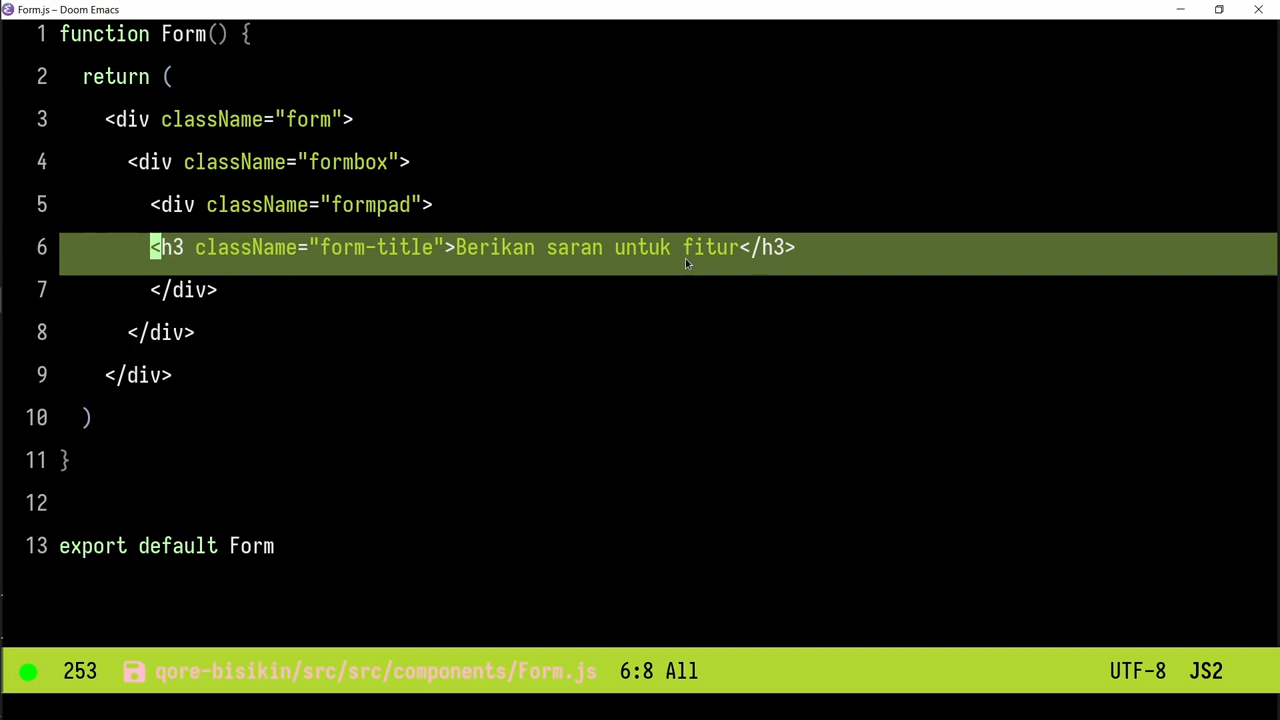 Form.js – Doom Emacs
1 function Form() {
2   return (
3     <div className="form">
4       <div className="formbox">
5         <div className="formpad">
6         <h3 className="form-title">Berikan saran untuk fitur</h3>
7         </div>
8       </div>
9     </div>
10   )
11 }
12
13 export default Form
253 qore-bisikin/src/src/components/Form.js 6:8 All UTF-8 JS2